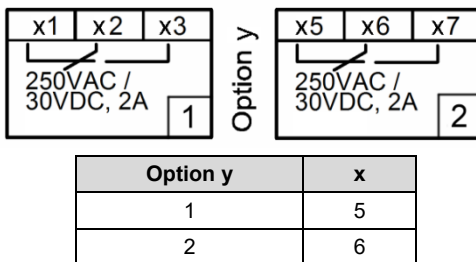 x1 x2 x3
250VAC /
30VDC, 2A
1
Option y
x5 x6 x7
250VAC /
30VDC, 2A
2
Option y x
1 5
2 6